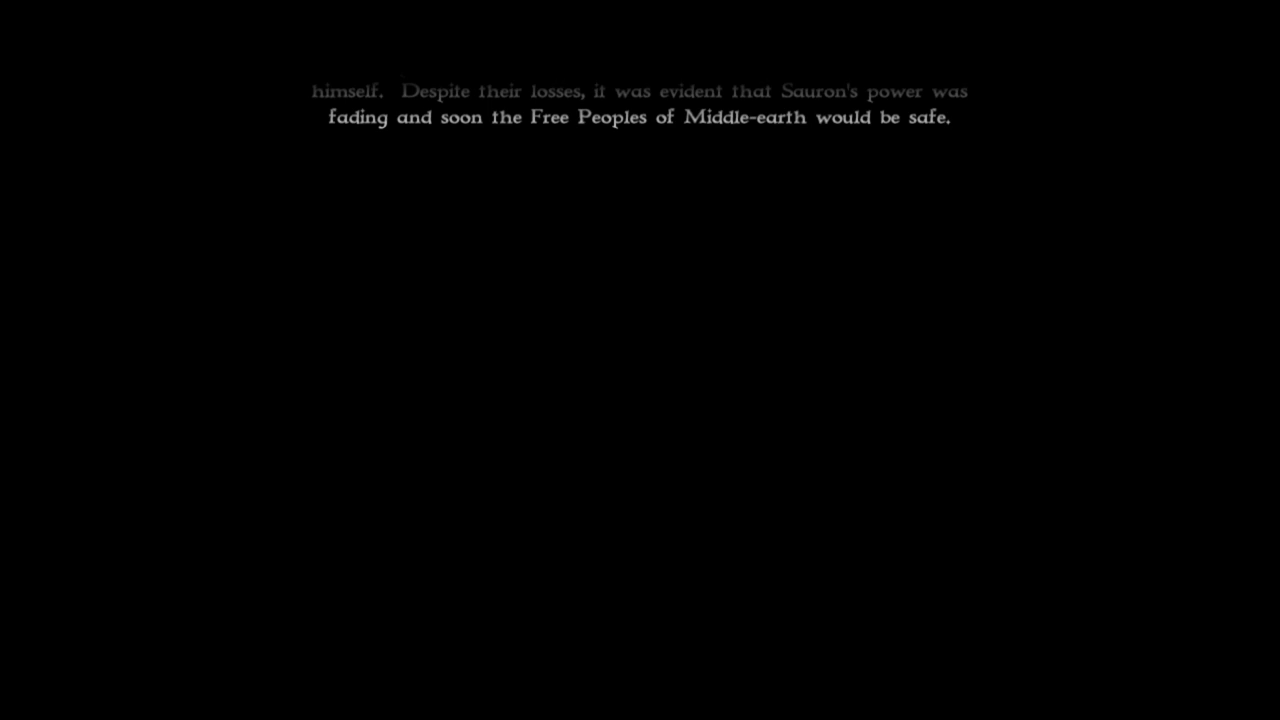 himself. Despite their losses, it was evident that Sauron's power was
fading and soon the Free Peoples of Middle-earth would be safe.